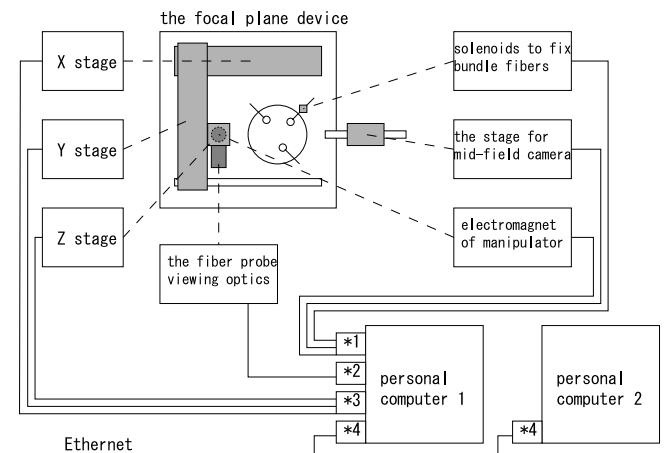 the focal plane device
X stage
solenoids to fix
bundle fibers
Y stage
the stage for
mid-field camera
Z stage
electromagnet
of manipulator
the fiber probe
viewing optics
*1
*2
*3
*4
personal
computer 1
personal
computer 2
*4
Ethernet